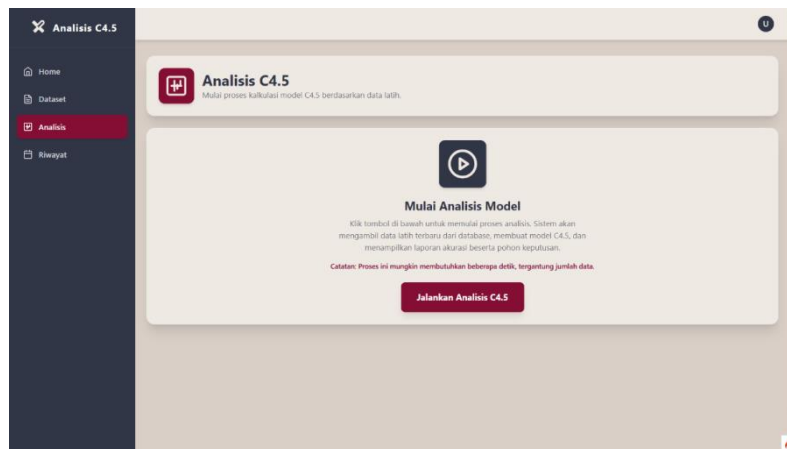 Analisis C4.5
U
Home
Dataset
Analisis
Riwayat
Analisis C4.5
Mulai proses kalkulasi model C4.5 berdasarkan data latih.
Mulai Analisis Model
Klik tombol di bawah untuk memulai proses analisis. Sistem akan
mengambil data latih terbaru dari database, membuat model C4.5, dan
menampilkan laporan akurasi beserta pohon keputusan.
Catatan: Proses ini mungkin membutuhkan beberapa detik, tergantung jumlah data.
Jalankan Analisis C4.5